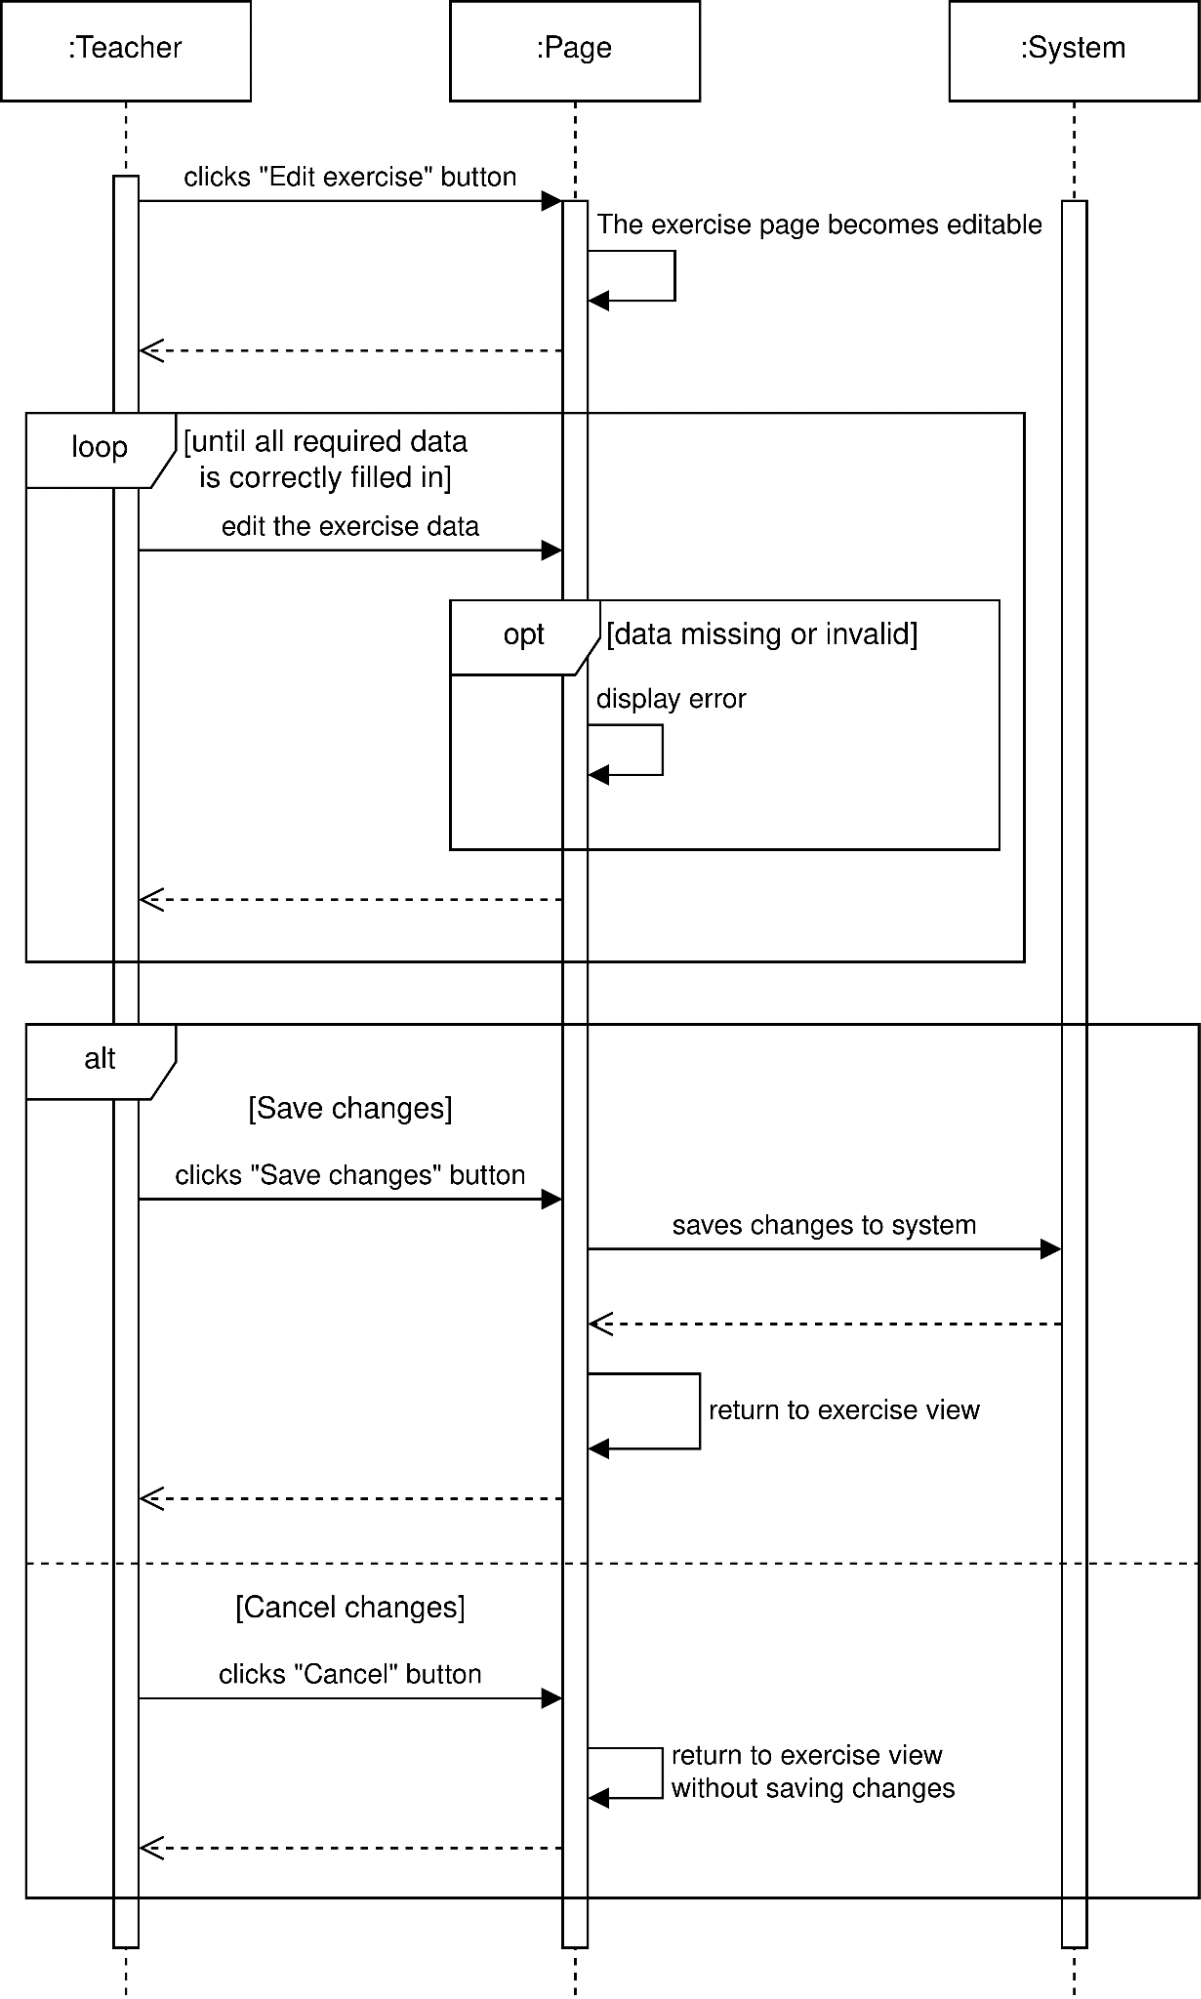 :Teacher
:Page
:System
clicks "Edit exercise" button
The exercise page becomes editable
loop
[until all required data
is correctly filled in]
edit the exercise data
opt
[data missing or invalid]
display error
alt
[Save changes]
clicks "Save changes" button
saves changes to system
return to exercise view
[Cancel changes]
clicks "Cancel" button
return to exercise view
without saving changes